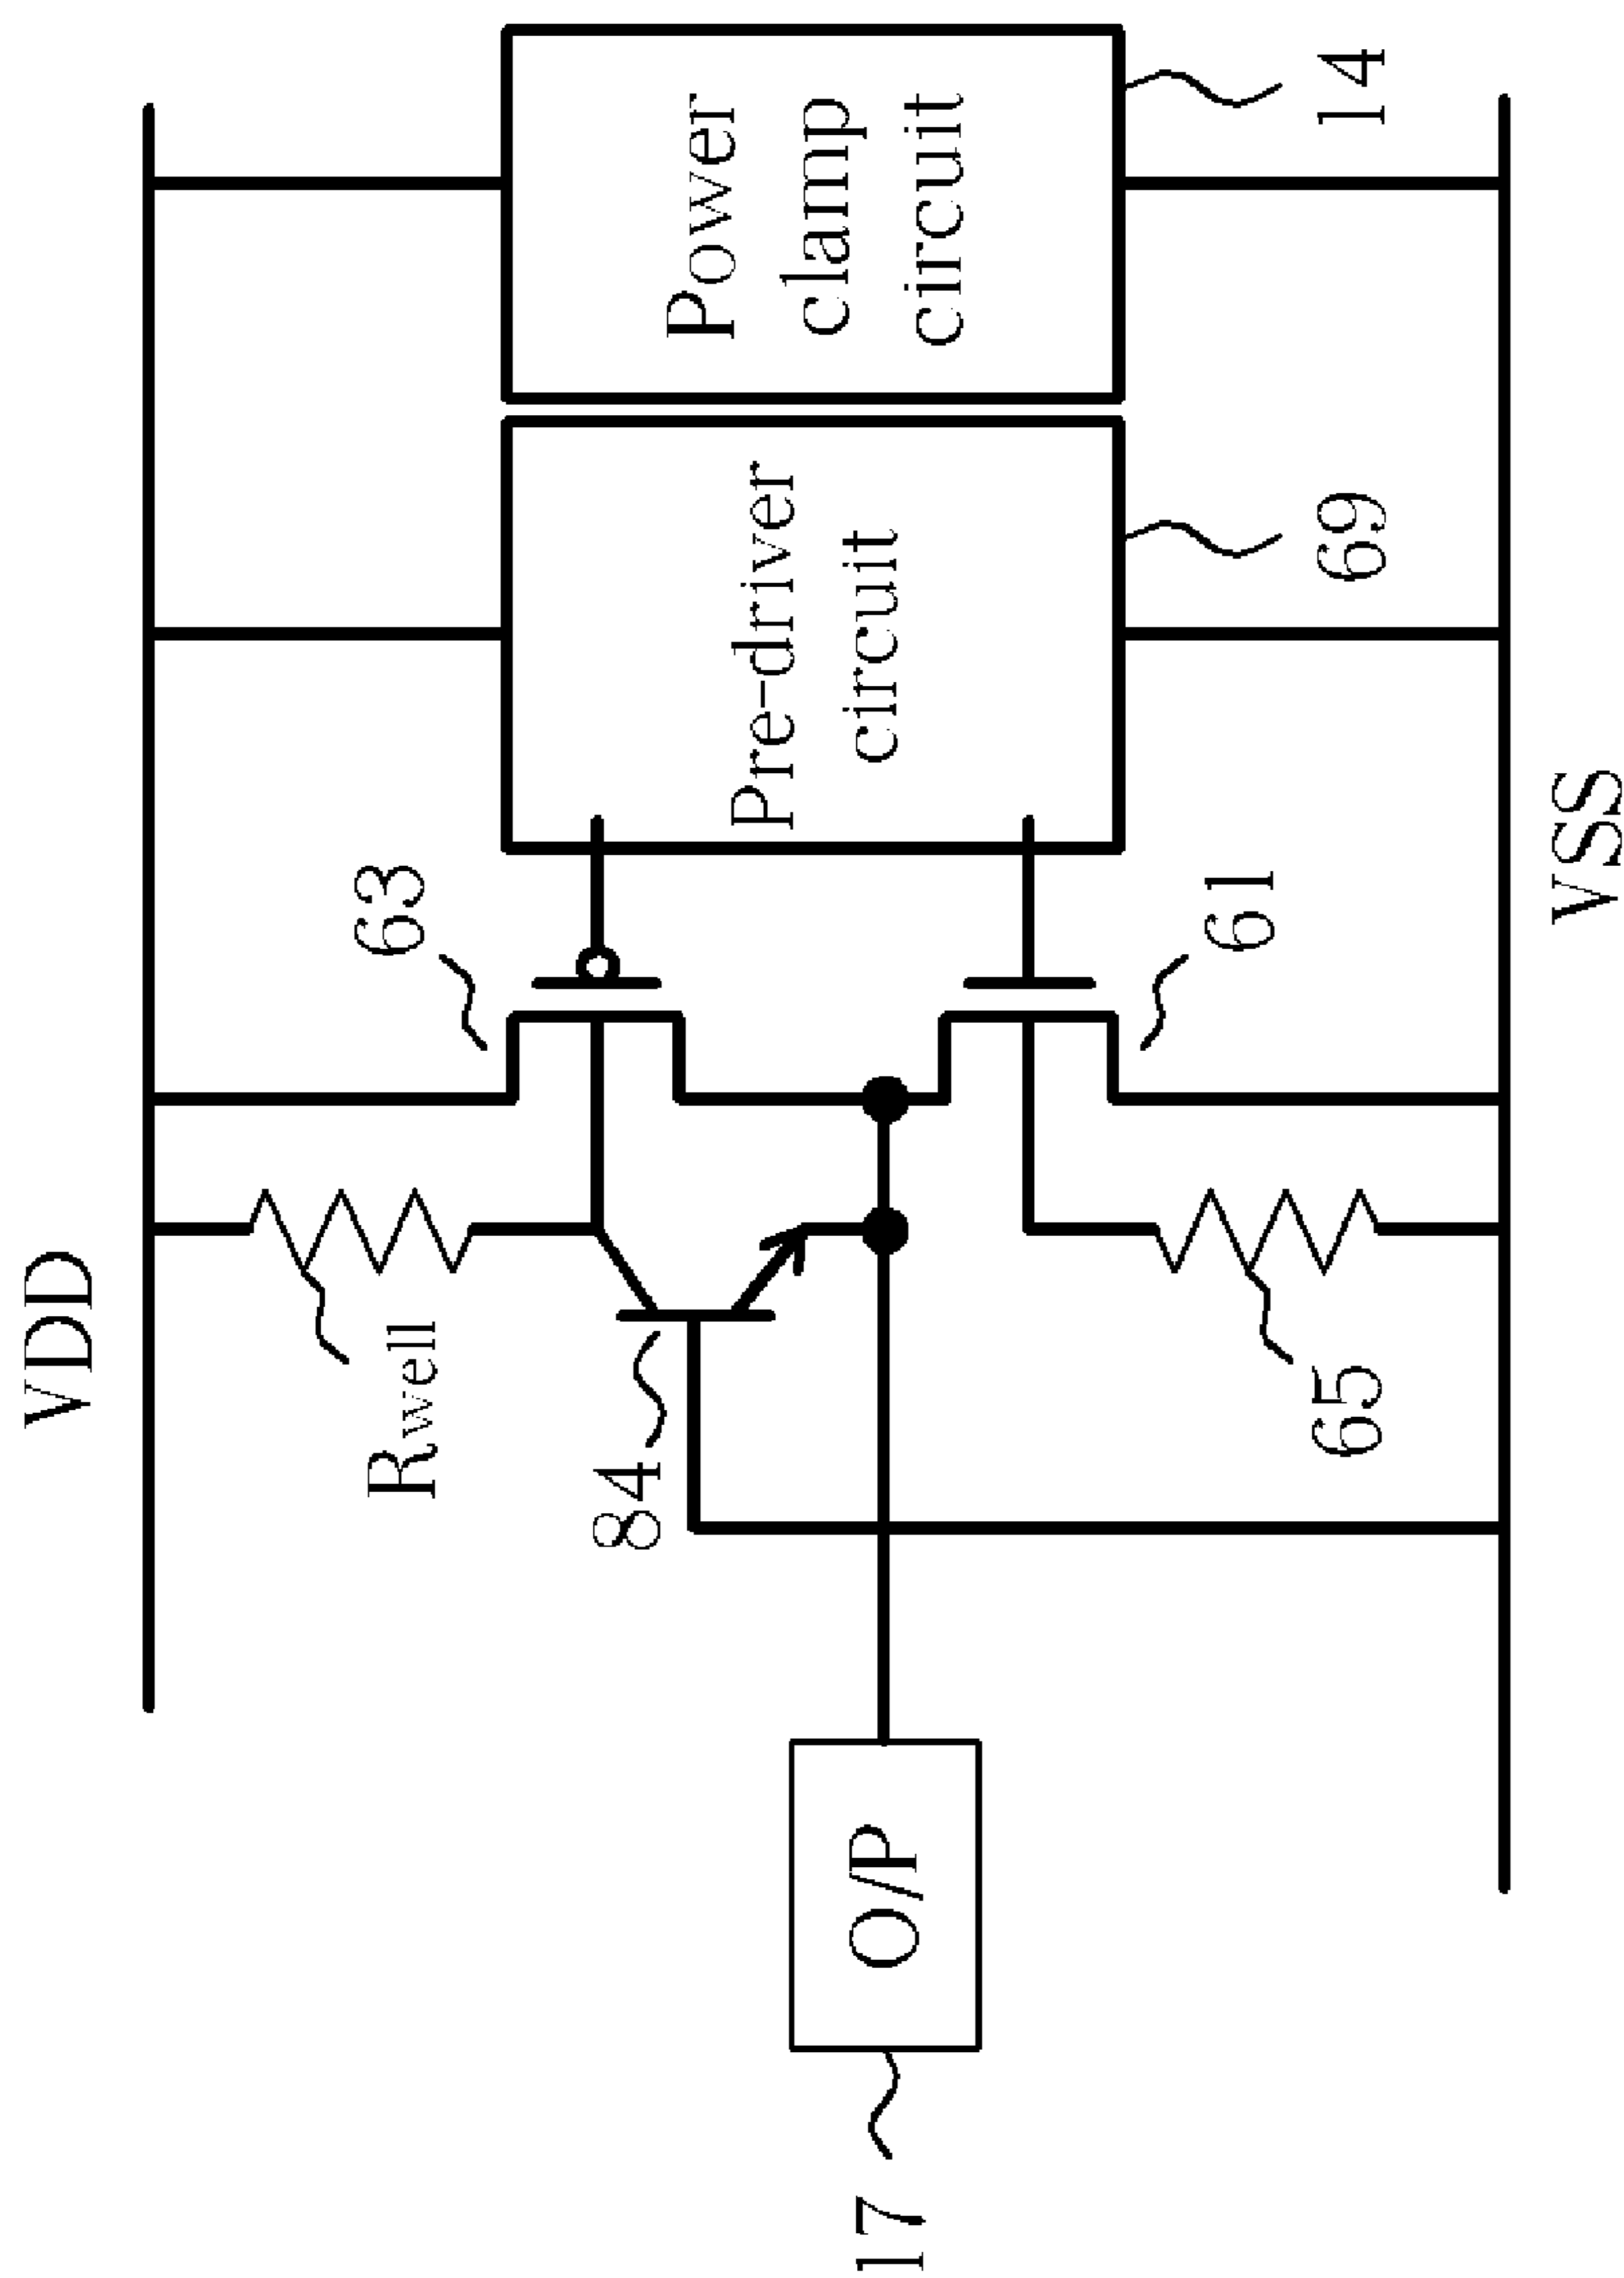 VDD
Rwell
63
84
17
O/P
Pre-driver
circuit
Power
clamp
circuit
65
61
69
14
VSS